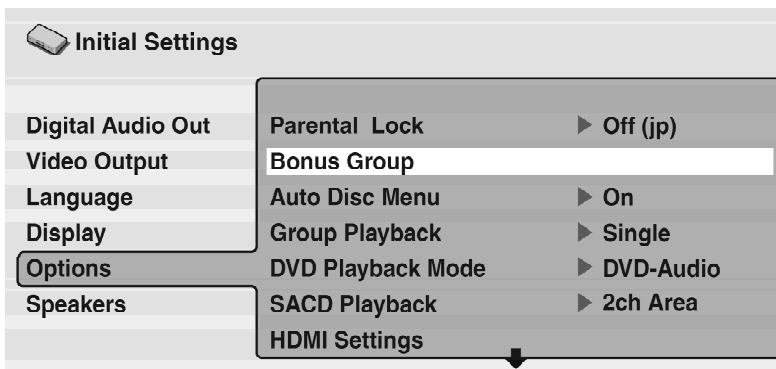 Initial Settings
Digital Audio Out
Video Output
Language
Display
Options
Speakers
Parental Lock Off (jp)
Bonus Group
Auto Disc Menu On
Group Playback Single
DVD Playback Mode DVD-Audio
SACD Playback 2ch Area
HDMI Settings